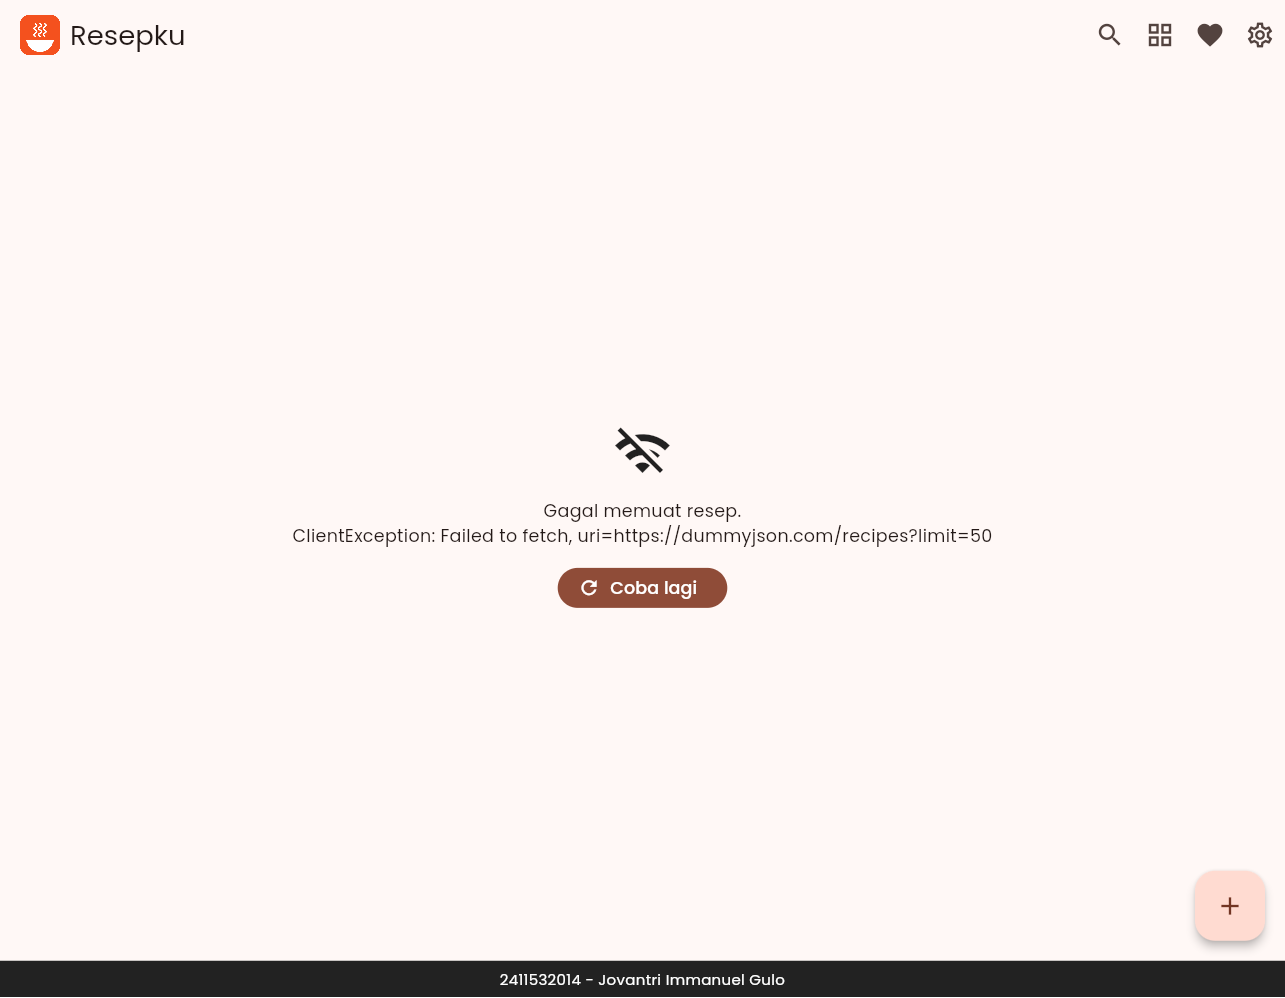 Resepku
Gagal memuat resep.
ClientException: Failed to fetch, uri=https://dummyjson.com/recipes?limit=50
Coba lagi
2411532014 - Jovantri Immanuel Gulo